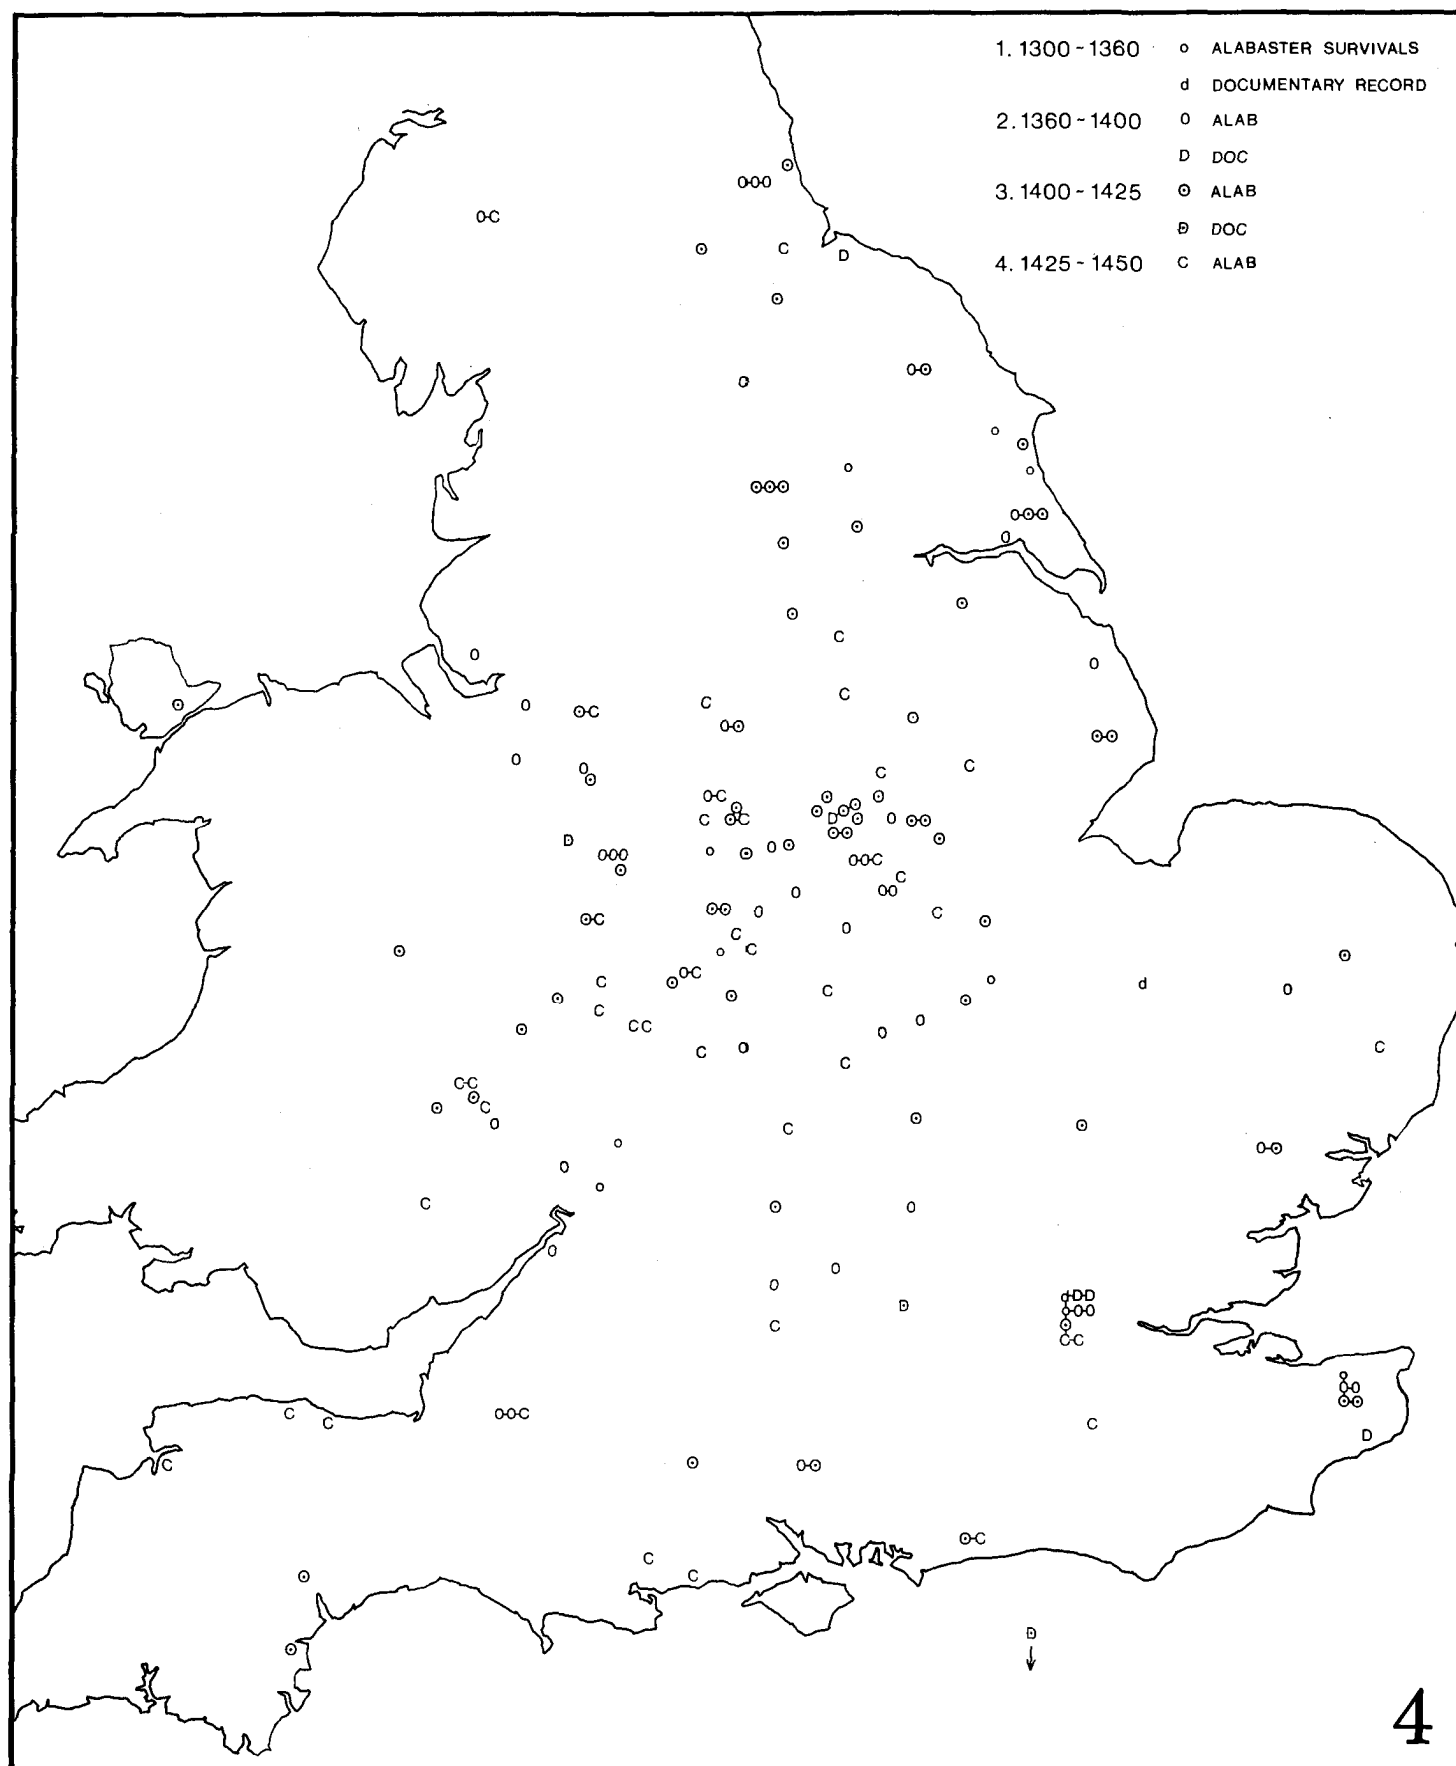 1. 1300-1360 o ALABASTER SURVIVALS
d DOCUMENTARY RECORD
2. 1360-1400 O ALAB
D DOC
3. 1400-1425 ⊙ ALAB
D DOC
4. 1425-1450 C ALAB
4